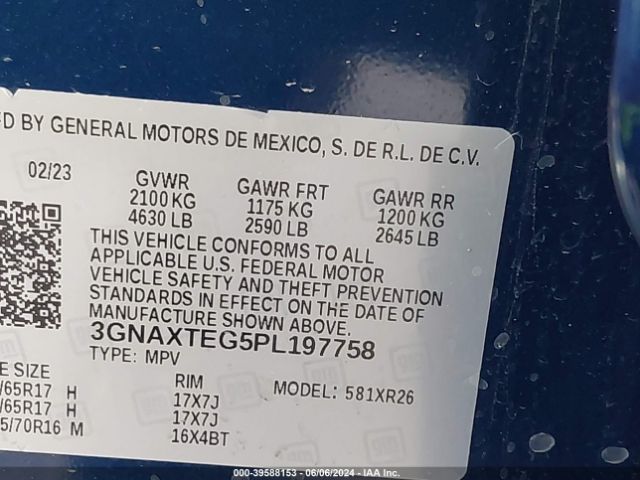 FD BY GENERAL MOTORS DE MEXICO, S. DE R.L. DE C.V.
02/23 GVWR GAWR FRT GAWR RR
2100 KG 1175 KG 1200 KG
4630 LB 2590 LB 2645 LB
THIS VEHICLE CONFORMS TO ALL
APPLICABLE U.S. FEDERAL MOTOR
VEHICLE SAFETY AND THEFT PREVENTION
STANDARDS IN EFFECT ON THE DATE OF
MANUFACTURE SHOWN ABOVE.
3GNAXTEG5PL197758
TYPE: MPV
E SIZE RIM MODEL: 581XR26
/65R17 H 17X7J
/65R17 H 17X7J
5/70R16 M 16X4BT
000-39588153 - 06/06/2024 - IAA Inc.